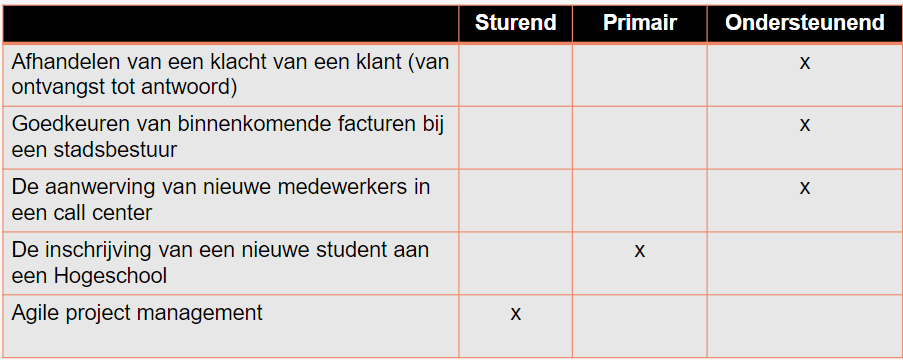 Sturend Primair Ondersteunend
Afhandelen van een klacht van een klant (van x
ontvangst tot antwoord)
Goedkeuren van binnenkomende facturen bij x
een stadsbestuur
De aanwerving van nieuwe medewerkers in x
een call center
De inschrijving van een nieuwe student aan x
een Hogeschool
Agile project management x